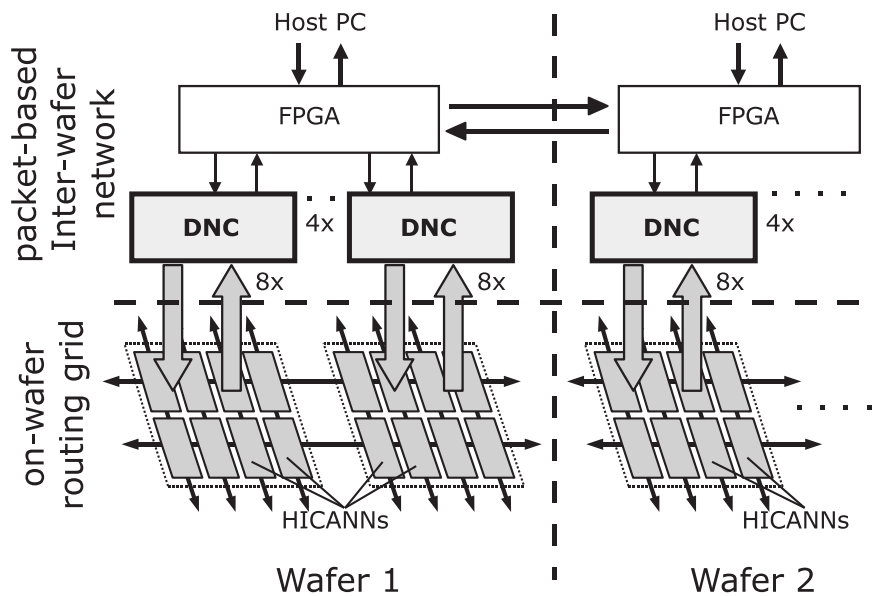 Host PC
Host PC
packet-based
Inter-wafer
network
FPGA
FPGA
DNC
4x
DNC
DNC
4x
8x
8x
8x
on-wafer
routing grid
HICANNs
HICANNs
Wafer 1
Wafer 2